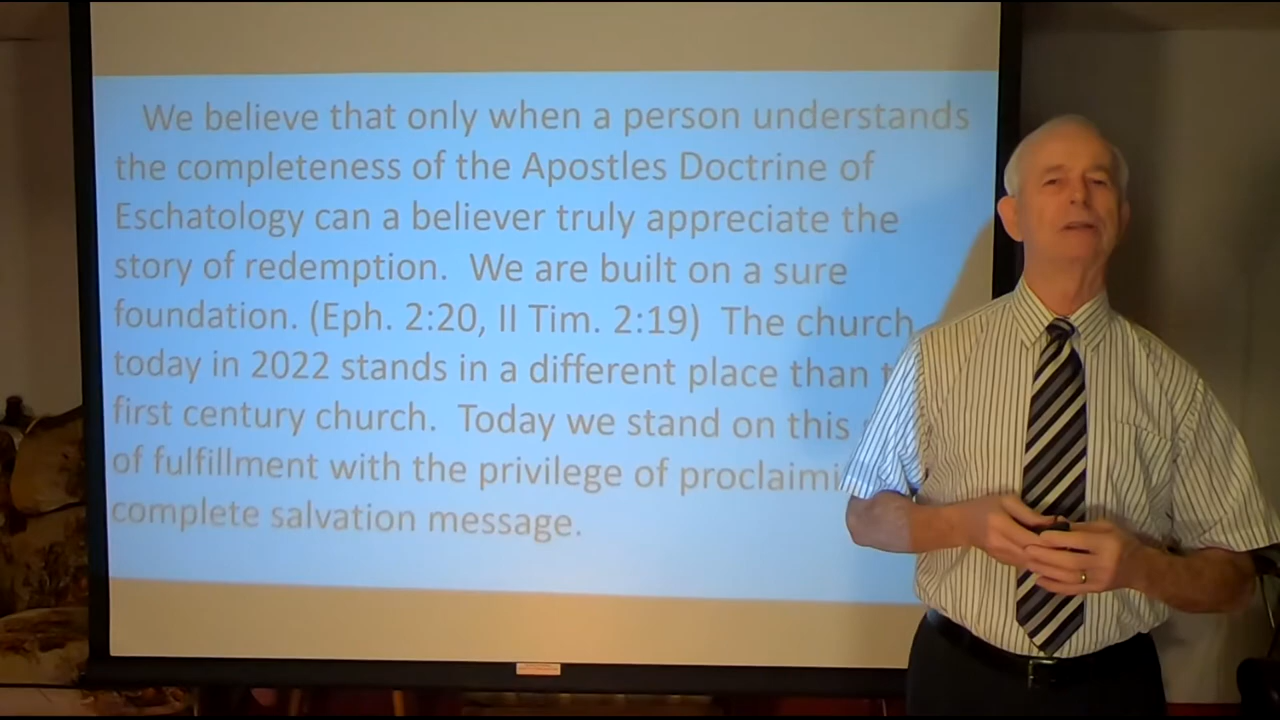 We believe that only when a person understands
the completeness of the Apostles Doctrine of
Eschatology can a believer truly appreciate the
story of redemption. We are built on a sure
foundation. (Eph. 2:20, II Tim. 2:19) The church
today in 2022 stands in a different place than
first century church. Today we stand on this
of fulfillment with the privilege of
complete salvation message.